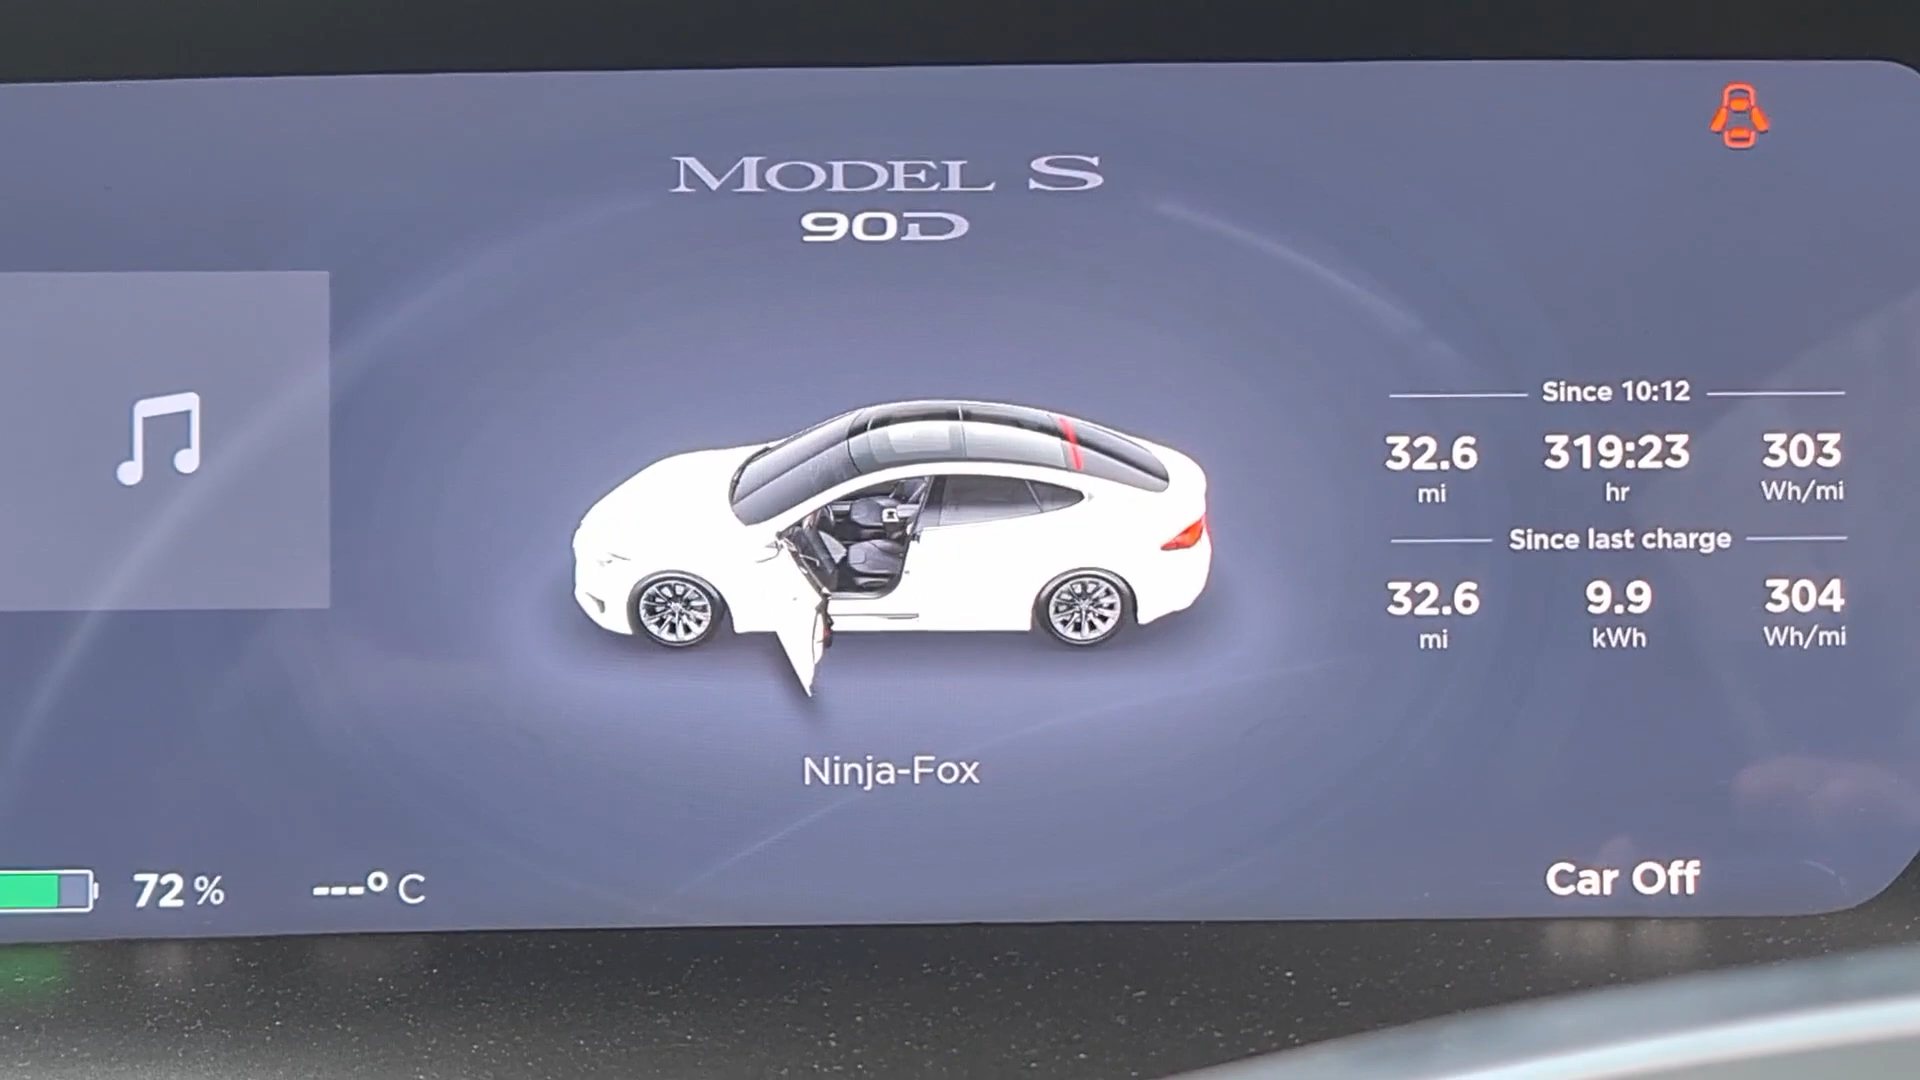 MODEL S
90D
Since 10:12
32.6 319:23 303
mi hr Wh/mi
Since last charge
32.6 9.9 304
mi kWh Wh/mi
Ninja-Fox
72 % ---° C
Car Off